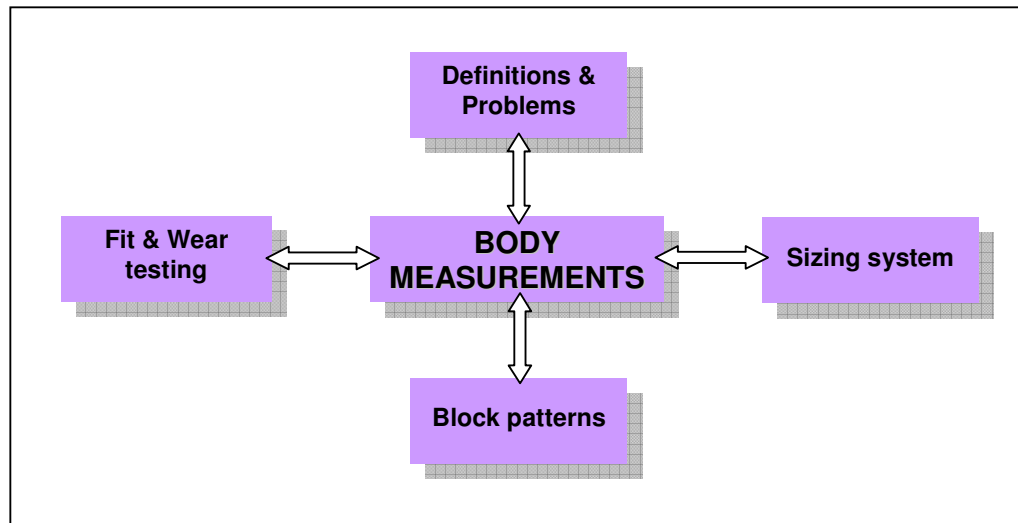 Definitions &
Problems
Fit & Wear
testing
BODY
MEASUREMENTS
Sizing system
Block patterns